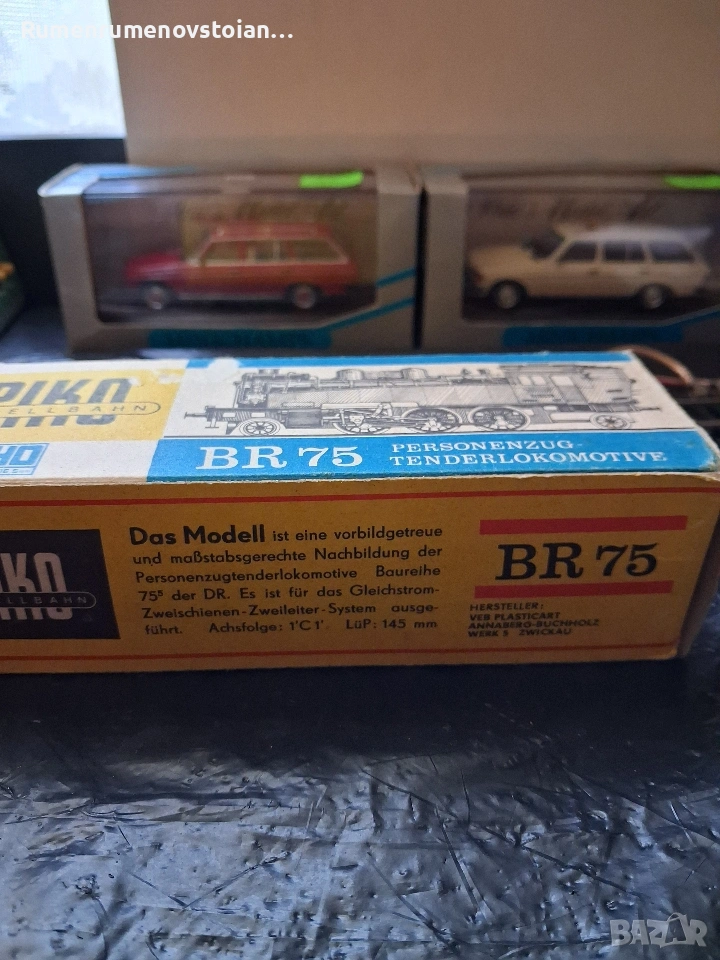 Rumenrumenovstoian...
PIKO
BR 75
PERSONENZUG-
TENDERLOKOMOTIVE
HO
Das Modell ist eine vorbildgetreue
und maßstabsgerechte Nachbildung der
Personenzugtenderlokomotive Baureihe
75⁵ der DR. Es ist für das Gleichstrom-
Zweischienen-Zweileiter-System ausge-
führt. Achsfolge: 1'C1' LüP: 145 mm
BR 75
HERSTELLER:
VEB PLASTICART
ANNABERG-BUCHHOLZ
WERK 5 ZWICKAU
BAZAR